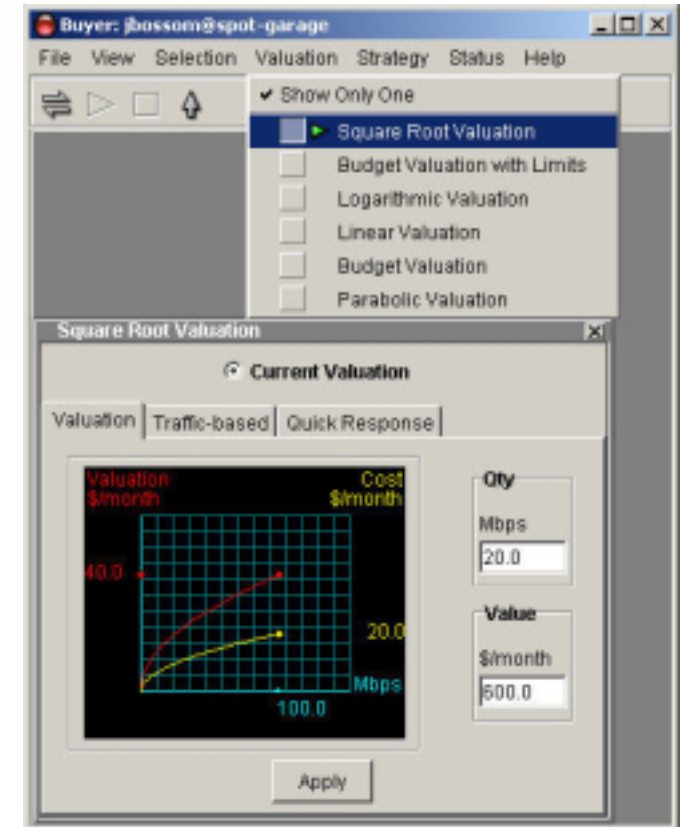 Buyer: jbossom@spot-garage
File View Selection Valuation Strategy Status Help
✔ Show Only One
Square Root Valuation
Budget Valuation with Limits
Logarithmic Valuation
Linear Valuation
Budget Valuation
Parabolic Valuation
Square Root Valuation
Current Valuation
Valuation Traffic-based Quick Response
Valuation
$/month
Cost
$/month
40.0
20.0
Mbps
100.0
Qty
Mbps
20.0
Value
$/month
600.0
Apply